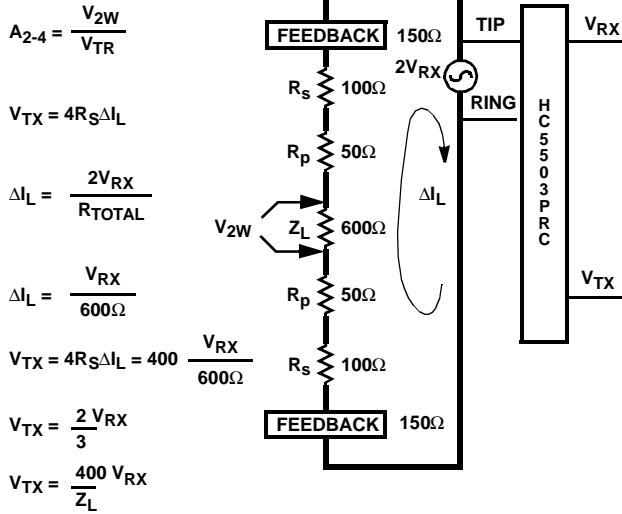 A2-4 = V2W / VTR
VTX = 4RSΔIL
ΔIL = 2VRX / RTOTAL
ΔIL = VRX / 600Ω
VTX = 4RSΔIL = 400 VRX / 600Ω
VTX = 2/3 VRX
VTX = 400 VRX / ZL
FEEDBACK 150Ω
Rs 100Ω
Rp 50Ω
V2W ZL 600Ω
Rp 50Ω
Rs 100Ω
FEEDBACK 150Ω
2VRX
ΔIL
TIP
RING
HC5503PRC
VRX
VTX